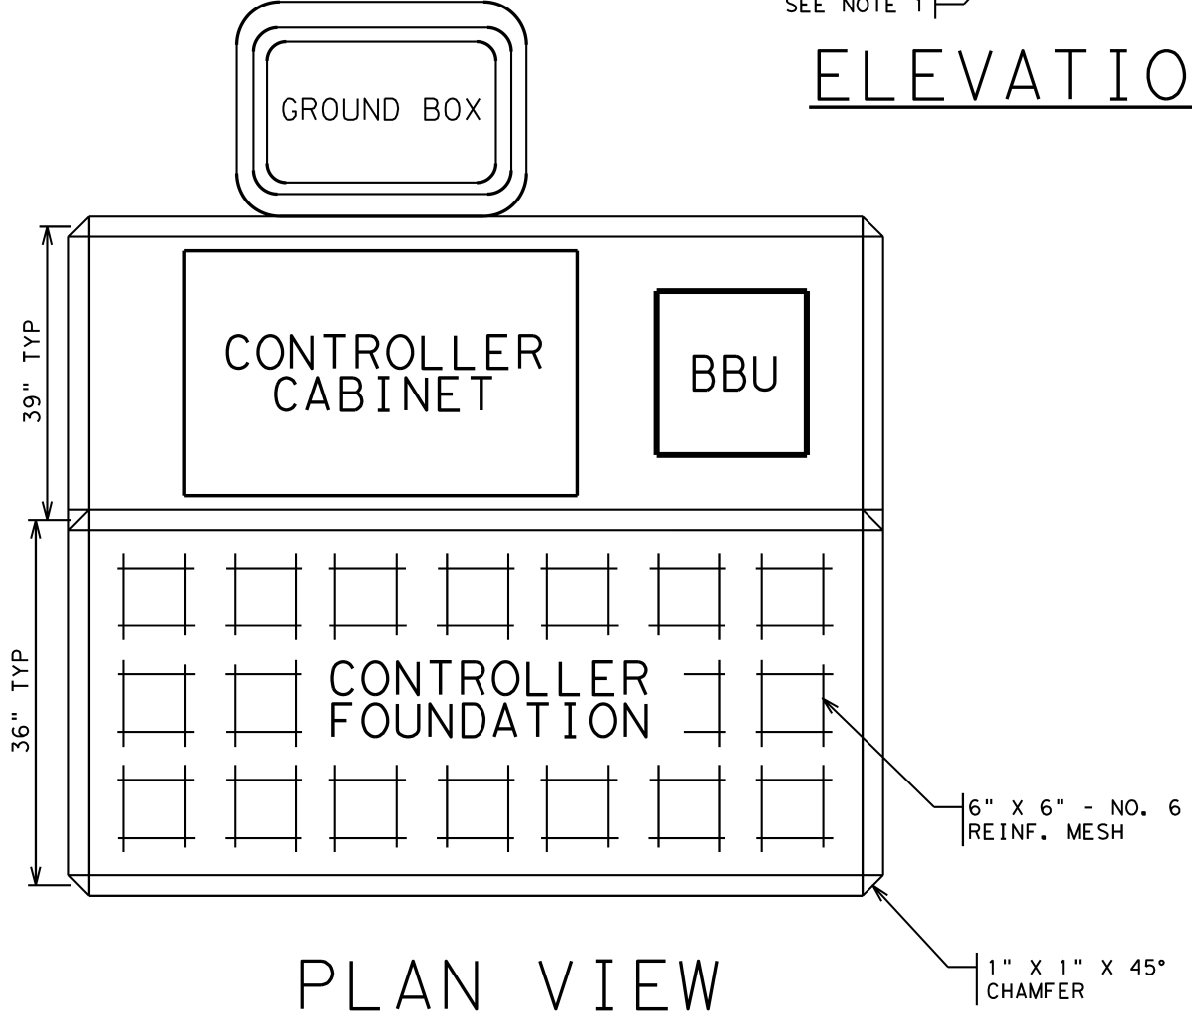 SEE NOTE 1
ELEVATIO
GROUND BOX
39" TYP
CONTROLLER
CABINET
BBU
36" TYP
CONTROLLER
FOUNDATION
6" X 6" - NO. 6
REINF. MESH
1" X 1" X 45°
CHAMFER
PLAN VIEW